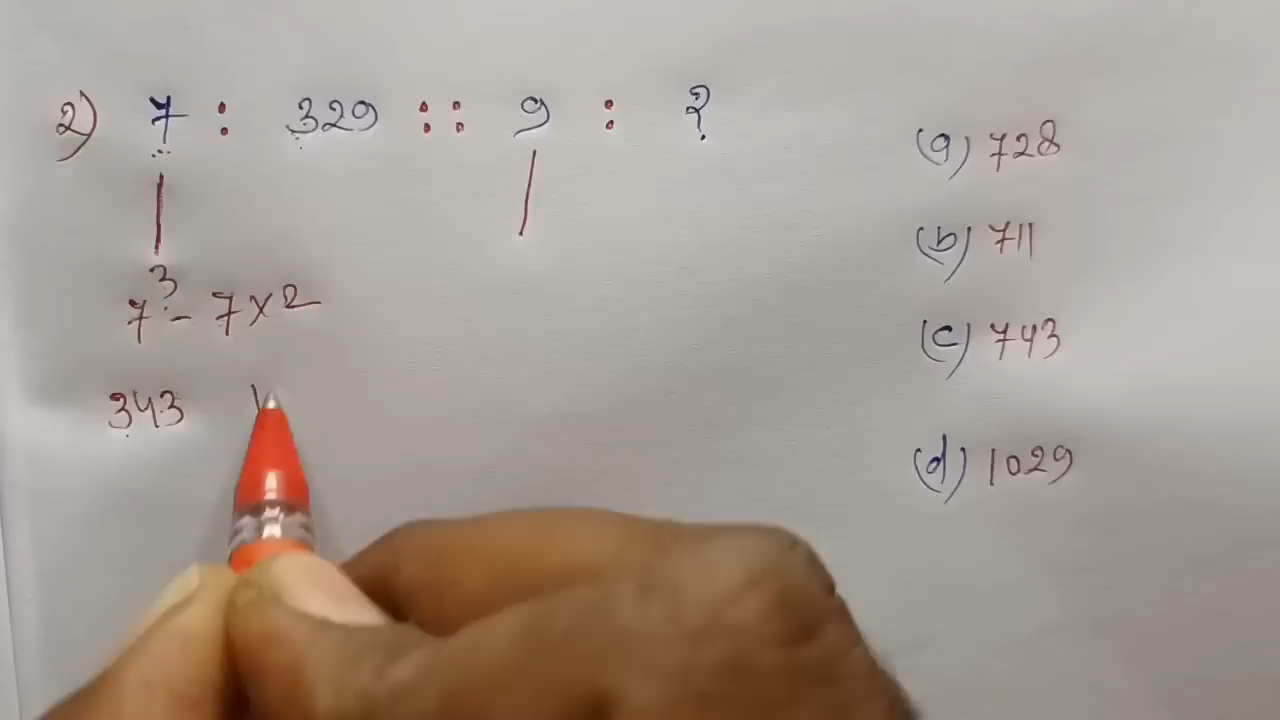 2) 7 : 329 :: 9 : ?
(a) 728
(b) 711
(c) 743
(d) 1029
7³ - 7×2
343